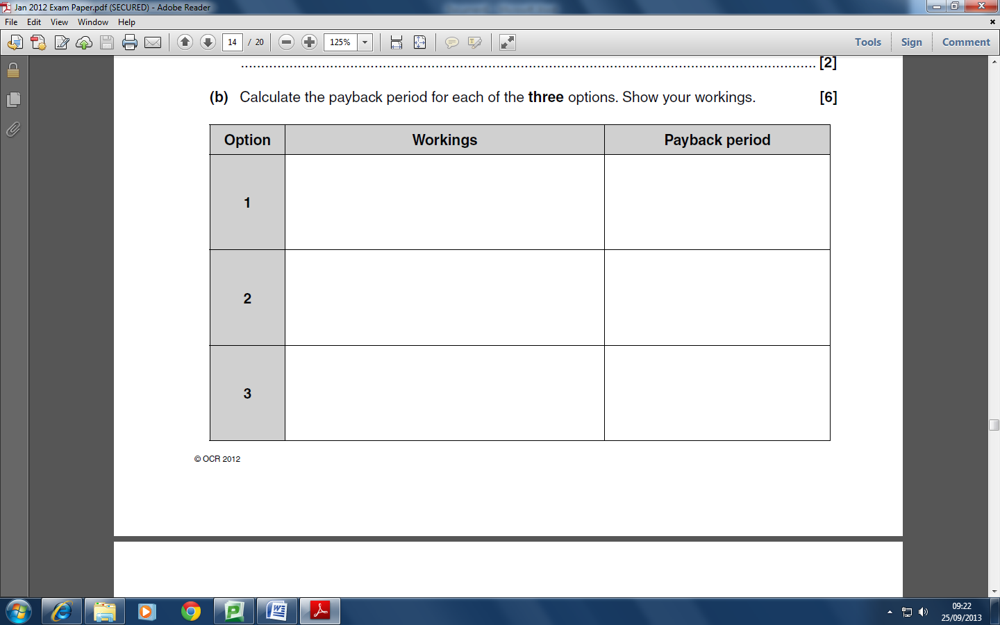 Jan 2012 Exam Paper.pdf (SECURED) - Adobe Reader
File Edit View Window Help
14 / 20 125% Tools Sign Comment
[2]
(b) Calculate the payback period for each of the three options. Show your workings. [6]
Option Workings Payback period
1
2
3
© OCR 2012
09:22
25/09/2013